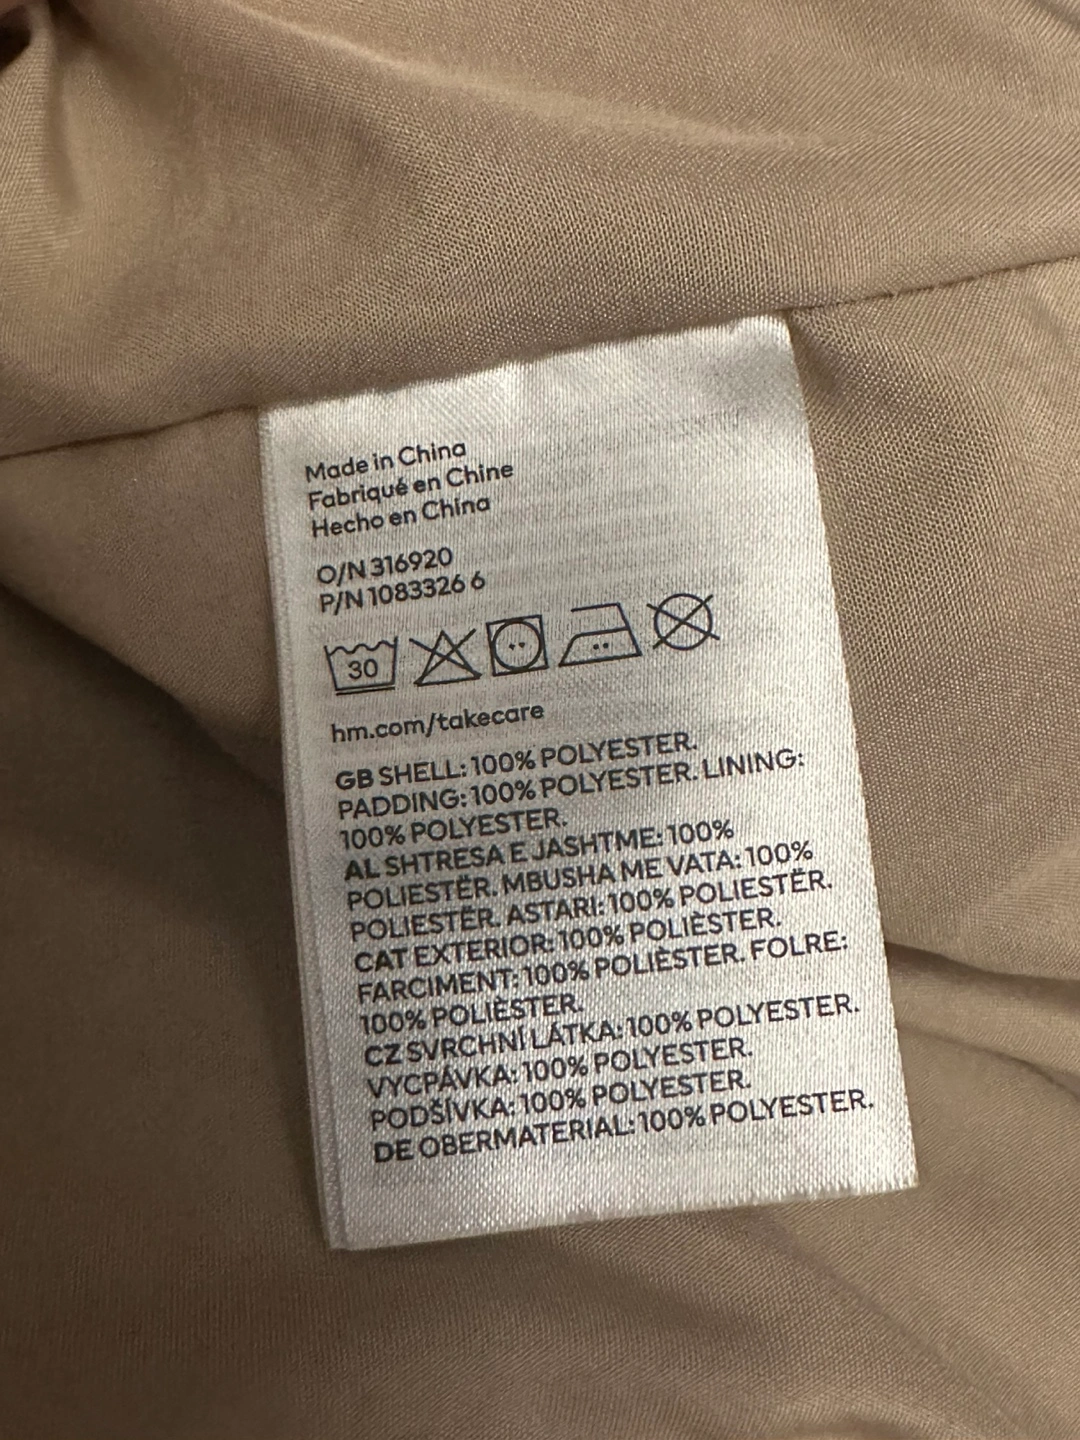 Made in China
Fabriqué en Chine
Hecho en China
O/N 316920
P/N 1083326 6
30
hm.com/takecare
GB SHELL: 100% POLYESTER.
PADDING: 100% POLYESTER. LINING:
100% POLYESTER.
AL SHTRESA E JASHTME: 100%
POLIESTËR. MBUSHA ME VATA: 100%
POLIESTËR. ASTARI: 100% POLIESTËR.
CAT EXTERIOR: 100% POLIÈSTER.
FARCIMENT: 100% POLIÈSTER. FOLRE:
100% POLIÈSTER.
CZ SVRCHNÍ LÁTKA: 100% POLYESTER.
VYCPÁVKA: 100% POLYESTER.
PODŠÍVKA: 100% POLYESTER.
DE OBERMATERIAL: 100% POLYESTER.